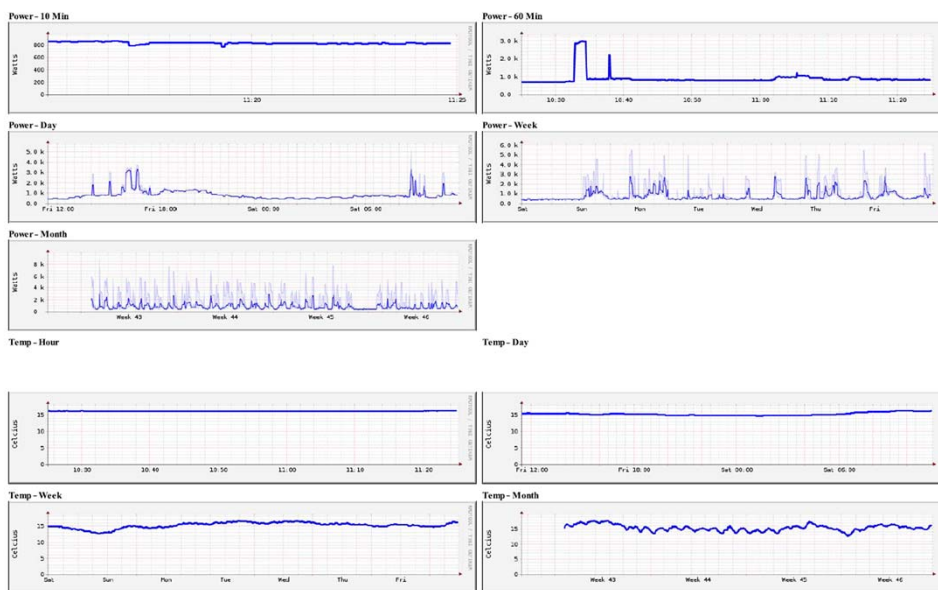 Power - 10 Min
Power - 60 Min
Watts
800
600
400
200
0
11:20
11:25
Watts
3.0 k
2.0 k
1.0 k
0.0
10:30 10:40 10:50 11:00 11:10 11:20
Power - Day
Power - Week
Watts
5.0 k
4.0 k
3.0 k
2.0 k
1.0 k
0.0
Fri 12:00 Fri 18:00 Sat 00:00 Sat 06:00
Watts
6.0 k
5.0 k
4.0 k
3.0 k
2.0 k
1.0 k
0.0
Sat Sun Mon Tue Wed Thu Fri
Power - Month
Watts
8 k
6 k
4 k
2 k
0
Week 43 Week 44 Week 45 Week 46
Temp - Hour
Temp - Day
Celcius
15
10
5
0
10:30 10:40 10:50 11:00 11:10 11:20
Celcius
15
10
5
0
Fri 12:00 Fri 18:00 Sat 00:00 Sat 06:00
Temp - Week
Temp - Month
Celcius
15
10
5
0
Sat Sun Mon Tue Wed Thu Fri
Celcius
15
10
5
0
Week 43 Week 44 Week 45 Week 46